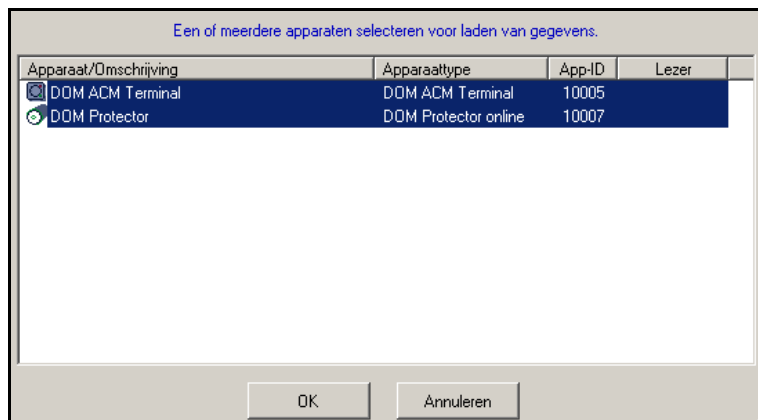 Een of meerdere apparaten selecteren voor laden van gegevens.
Apparaat/Omschrijving Apparaattype App-ID Lezer
DOM ACM Terminal DOM ACM Terminal 10005
DOM Protector DOM Protector online 10007
OK Annuleren